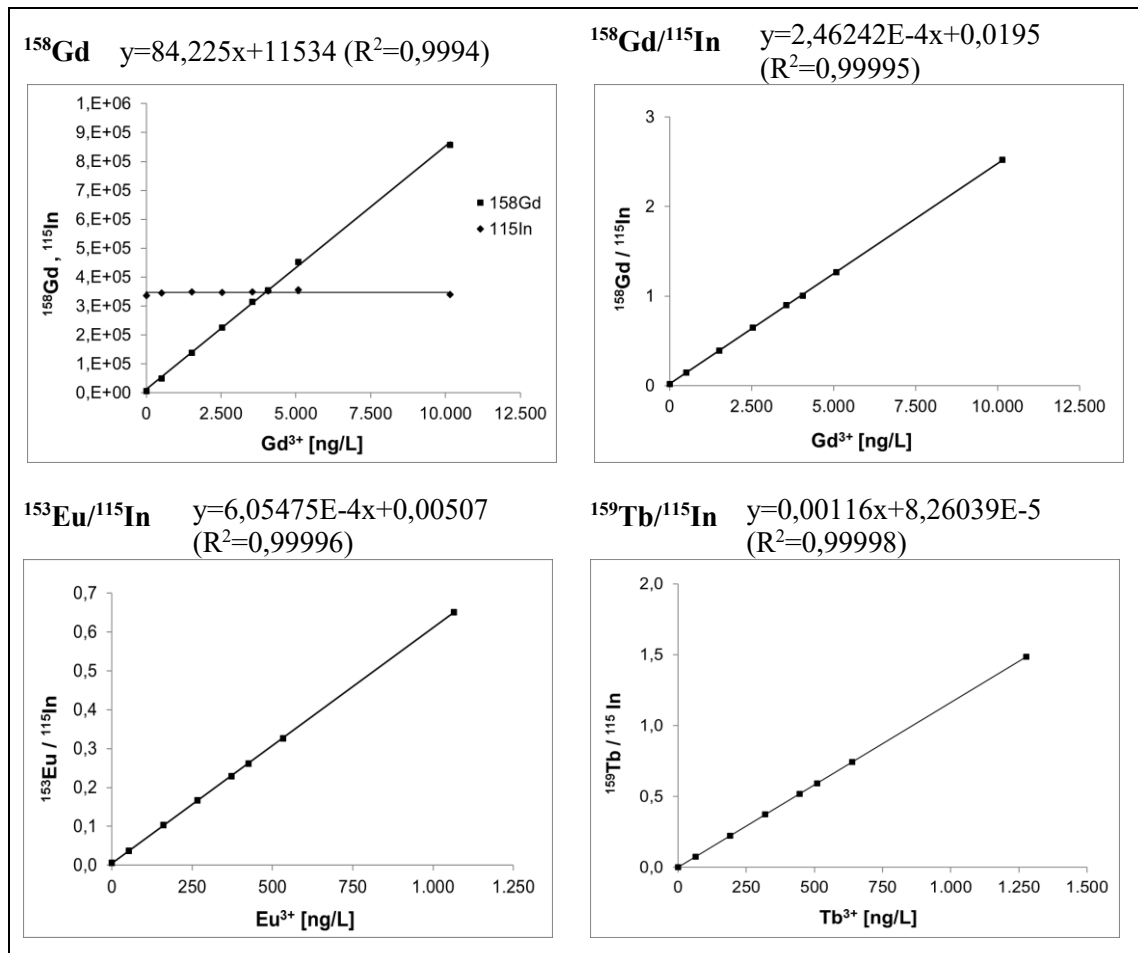 ¹⁵⁸Gd y=84,225x+11534 (R²=0,9994)
1,E+06
9,E+05
8,E+05
7,E+05
6,E+05
5,E+05
4,E+05
3,E+05
2,E+05
1,E+05
0,E+00
¹⁵⁸Gd , ¹¹⁵In
158Gd
115In
0 2.500 5.000 7.500 10.000 12.500
Gd³⁺ [ng/L]
¹⁵⁸Gd/¹¹⁵In y=2,46242E-4x+0,0195
(R²=0,99995)
3
2
1
0
¹⁵⁸Gd / ¹¹⁵In
0 2.500 5.000 7.500 10.000 12.500
Gd³⁺ [ng/L]
¹⁵³Eu/¹¹⁵In y=6,05475E-4x+0,00507
(R²=0,99996)
0,7
0,6
0,5
0,4
0,3
0,2
0,1
0,0
¹⁵³Eu / ¹¹⁵In
0 250 500 750 1.000 1.250
Eu³⁺ [ng/L]
¹⁵⁹Tb/¹¹⁵In y=0,00116x+8,26039E-5
(R²=0,99998)
2,0
1,5
1,0
0,5
0,0
¹⁵⁹Tb / ¹¹⁵ In
0 250 500 750 1.000 1.250 1.500
Tb³⁺ [ng/L]